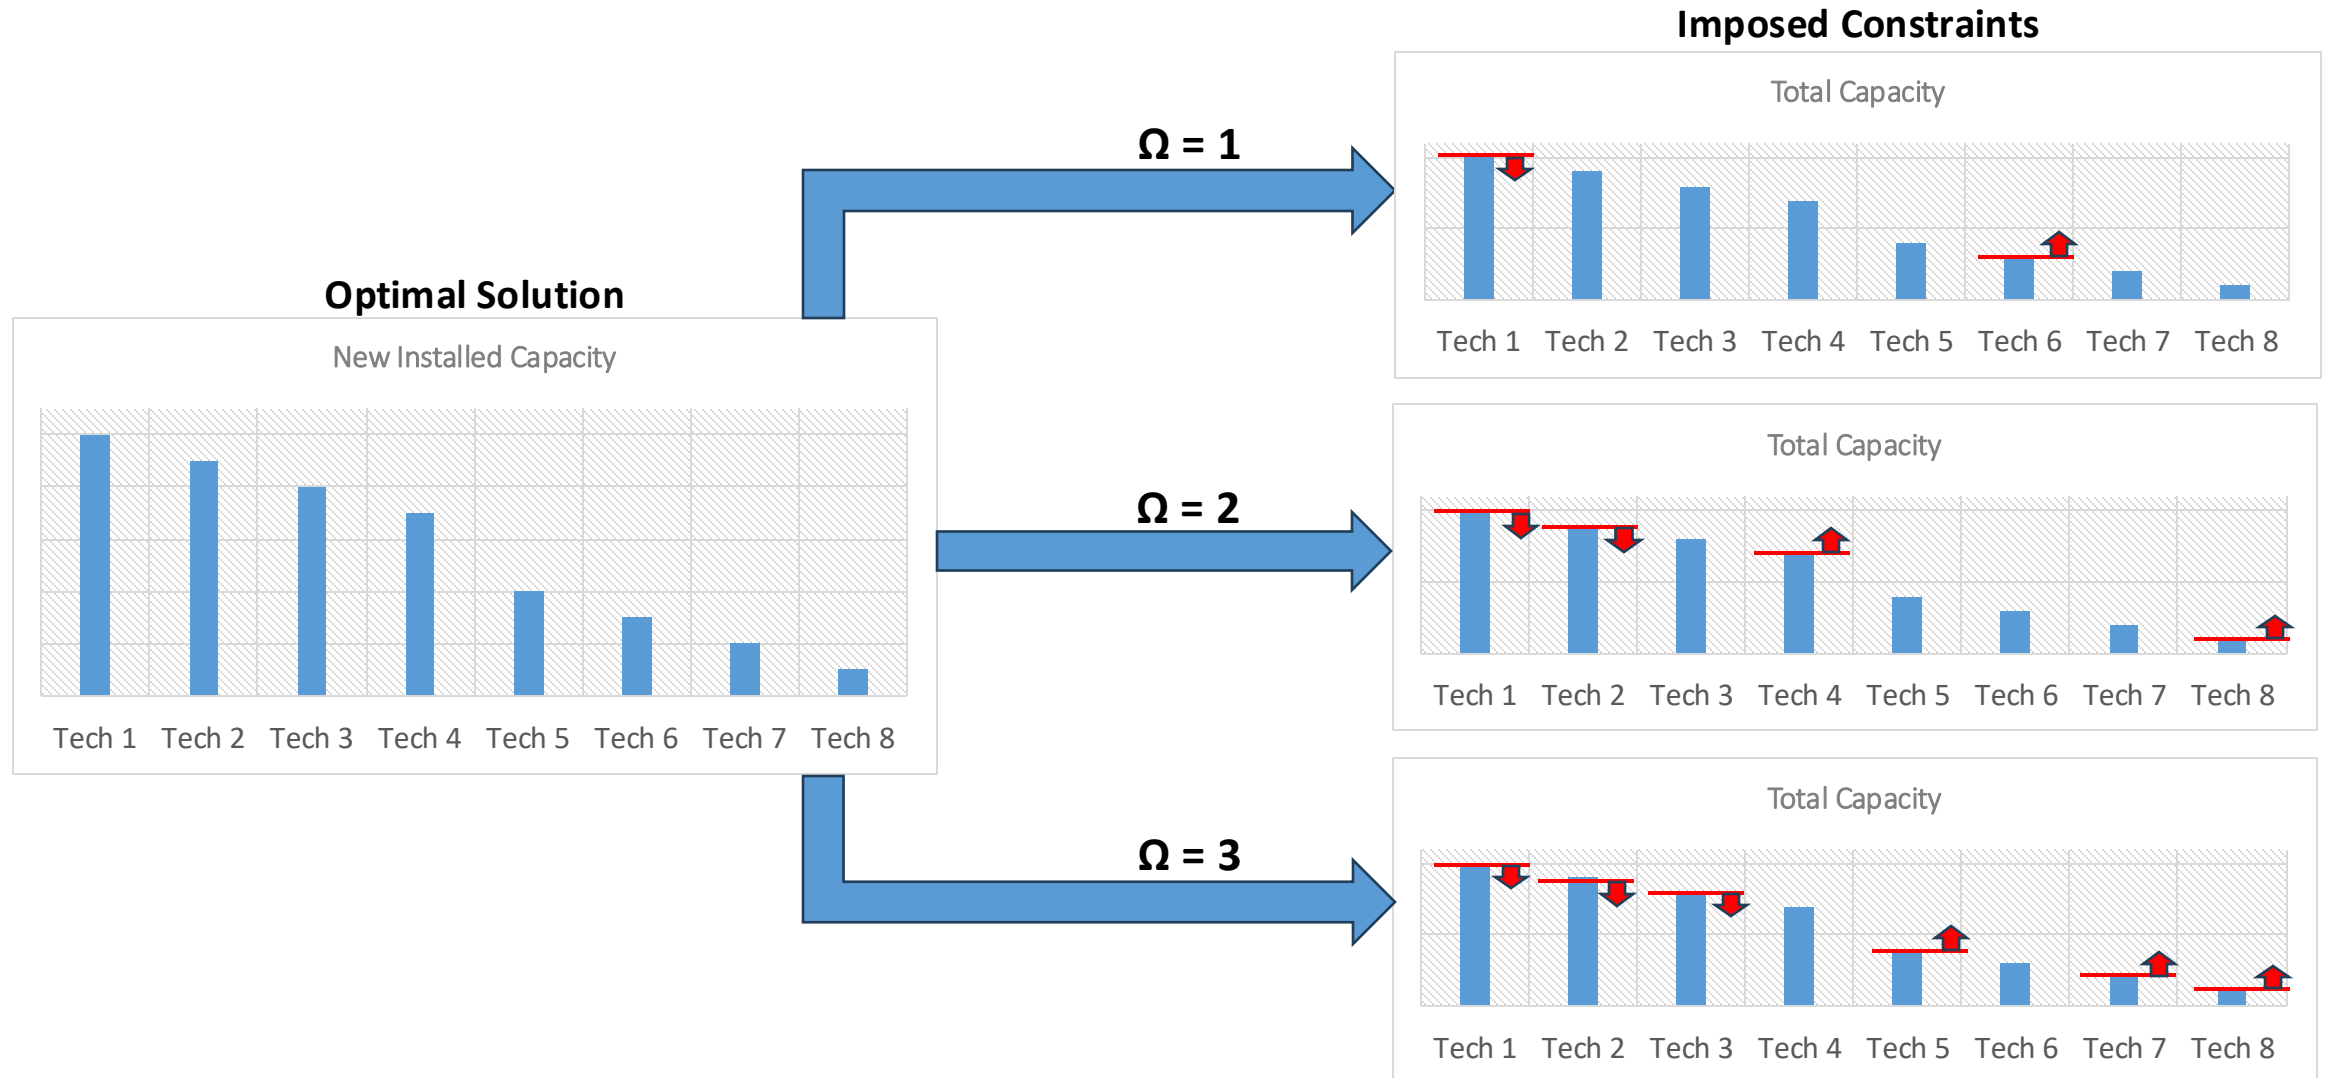 Imposed Constraints
Total Capacity
Ω = 1
Tech 1 Tech 2 Tech 3 Tech 4 Tech 5 Tech 6 Tech 7 Tech 8
Optimal Solution
New Installed Capacity
Tech 1 Tech 2 Tech 3 Tech 4 Tech 5 Tech 6 Tech 7 Tech 8
Total Capacity
Ω = 2
Tech 1 Tech 2 Tech 3 Tech 4 Tech 5 Tech 6 Tech 7 Tech 8
Total Capacity
Ω = 3
Tech 1 Tech 2 Tech 3 Tech 4 Tech 5 Tech 6 Tech 7 Tech 8